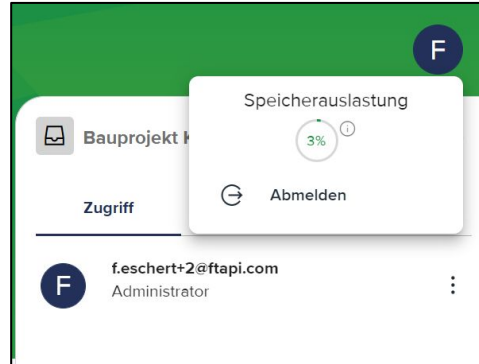 F
Speicherauslastung
3%
Bauprojekt
Abmelden
Zugriff
F
f.eschert+2@ftapi.com
Administrator